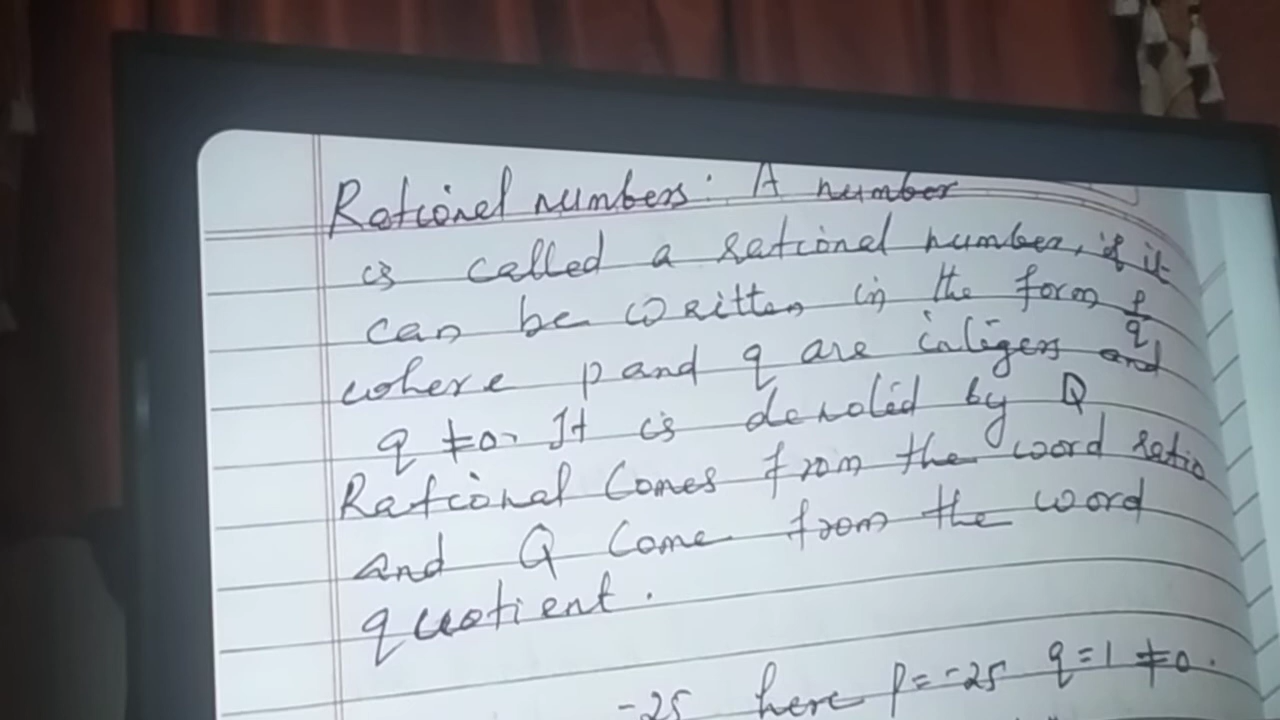 Rational numbers: A number
is called a rational number, if it
can be written in the form p/q
where p and q are integers and
q ≠ 0. It is denoted by Q
Rational Comes from the word ratio
and Q Come from the word
quotient.
-25 here p = -25 q = 1 ≠ 0.